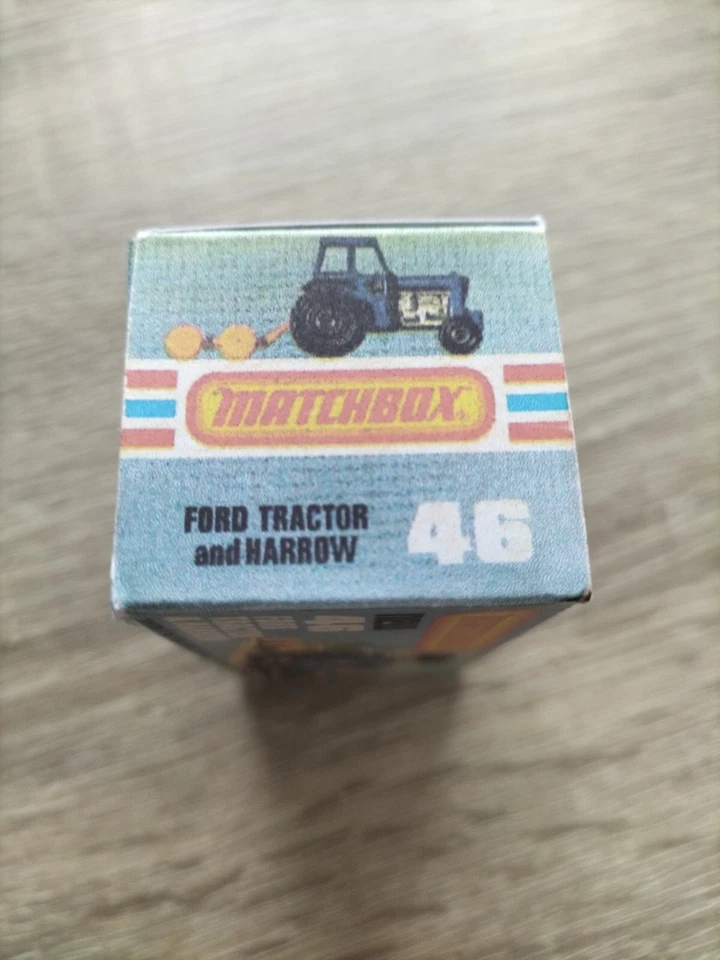 MATCHBOX
FORD TRACTOR
and HARROW
46